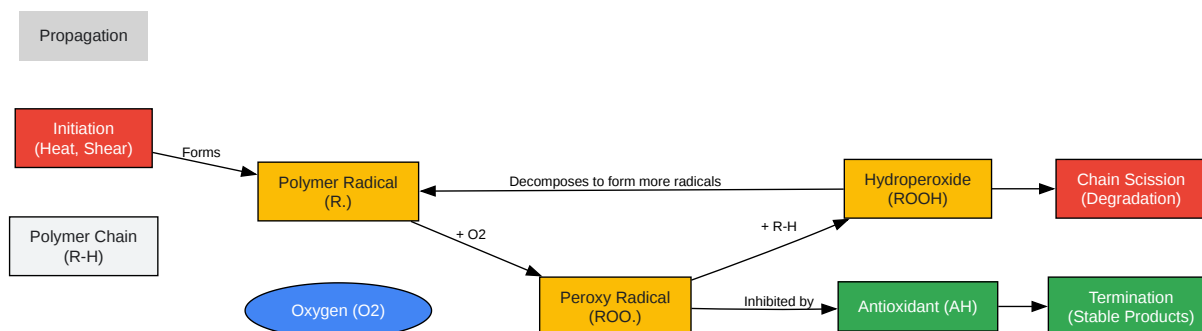 Propagation
Initiation
(Heat, Shear)
Forms
Polymer Chain
(R-H)
Polymer Radical
(R.)
Decomposes to form more radicals
+ O2
Oxygen (O2)
Peroxy Radical
(ROO.)
+ R-H
Inhibited by
Hydroperoxide
(ROOH)
Chain Scission
(Degradation)
Antioxidant (AH)
Termination
(Stable Products)